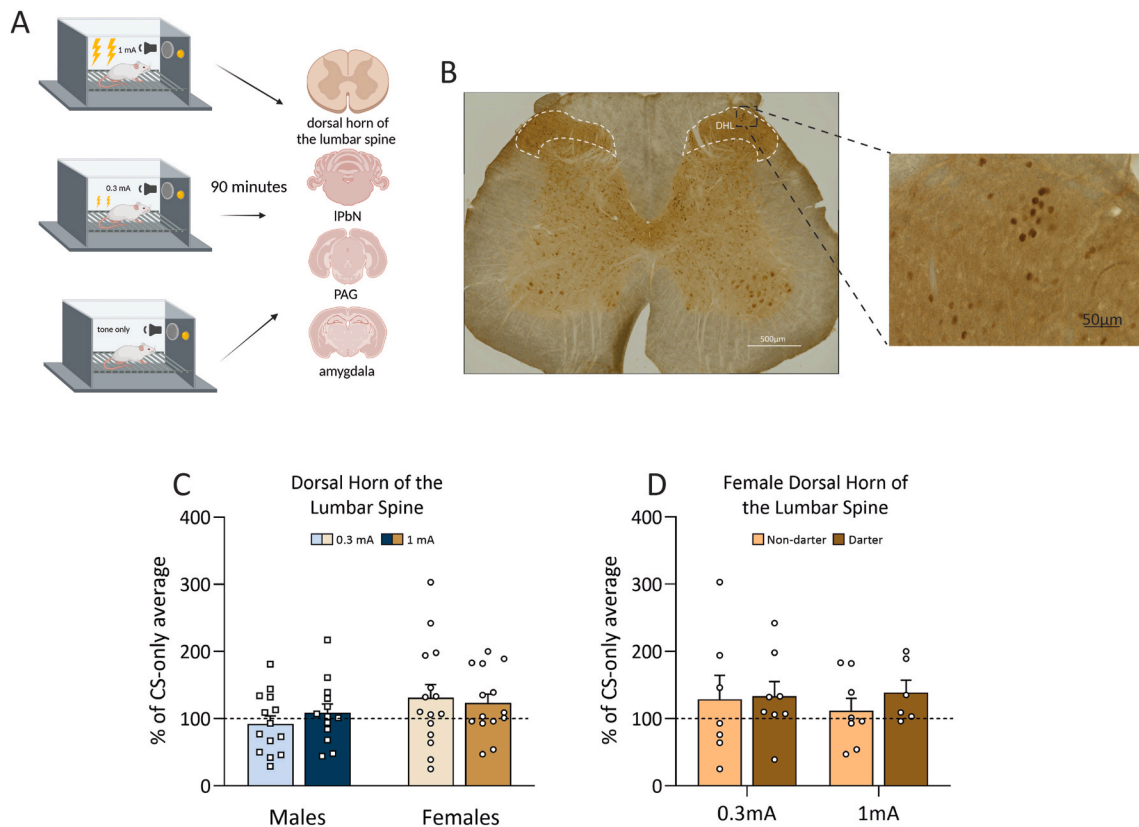 A
1 mA
0.3 mA
tone only
90 minutes
dorsal horn of
the lumbar spine
lPbN
PAG
amygdala
B
DHL
500µm
50µm
C
Dorsal Horn of the
Lumbar Spine
0.3 mA
1 mA
% of CS-only average
400
300
200
100
0
Males
Females
D
Female Dorsal Horn of
the Lumbar Spine
Non-darter
Darter
% of CS-only average
400
300
200
100
0
0.3mA
1mA